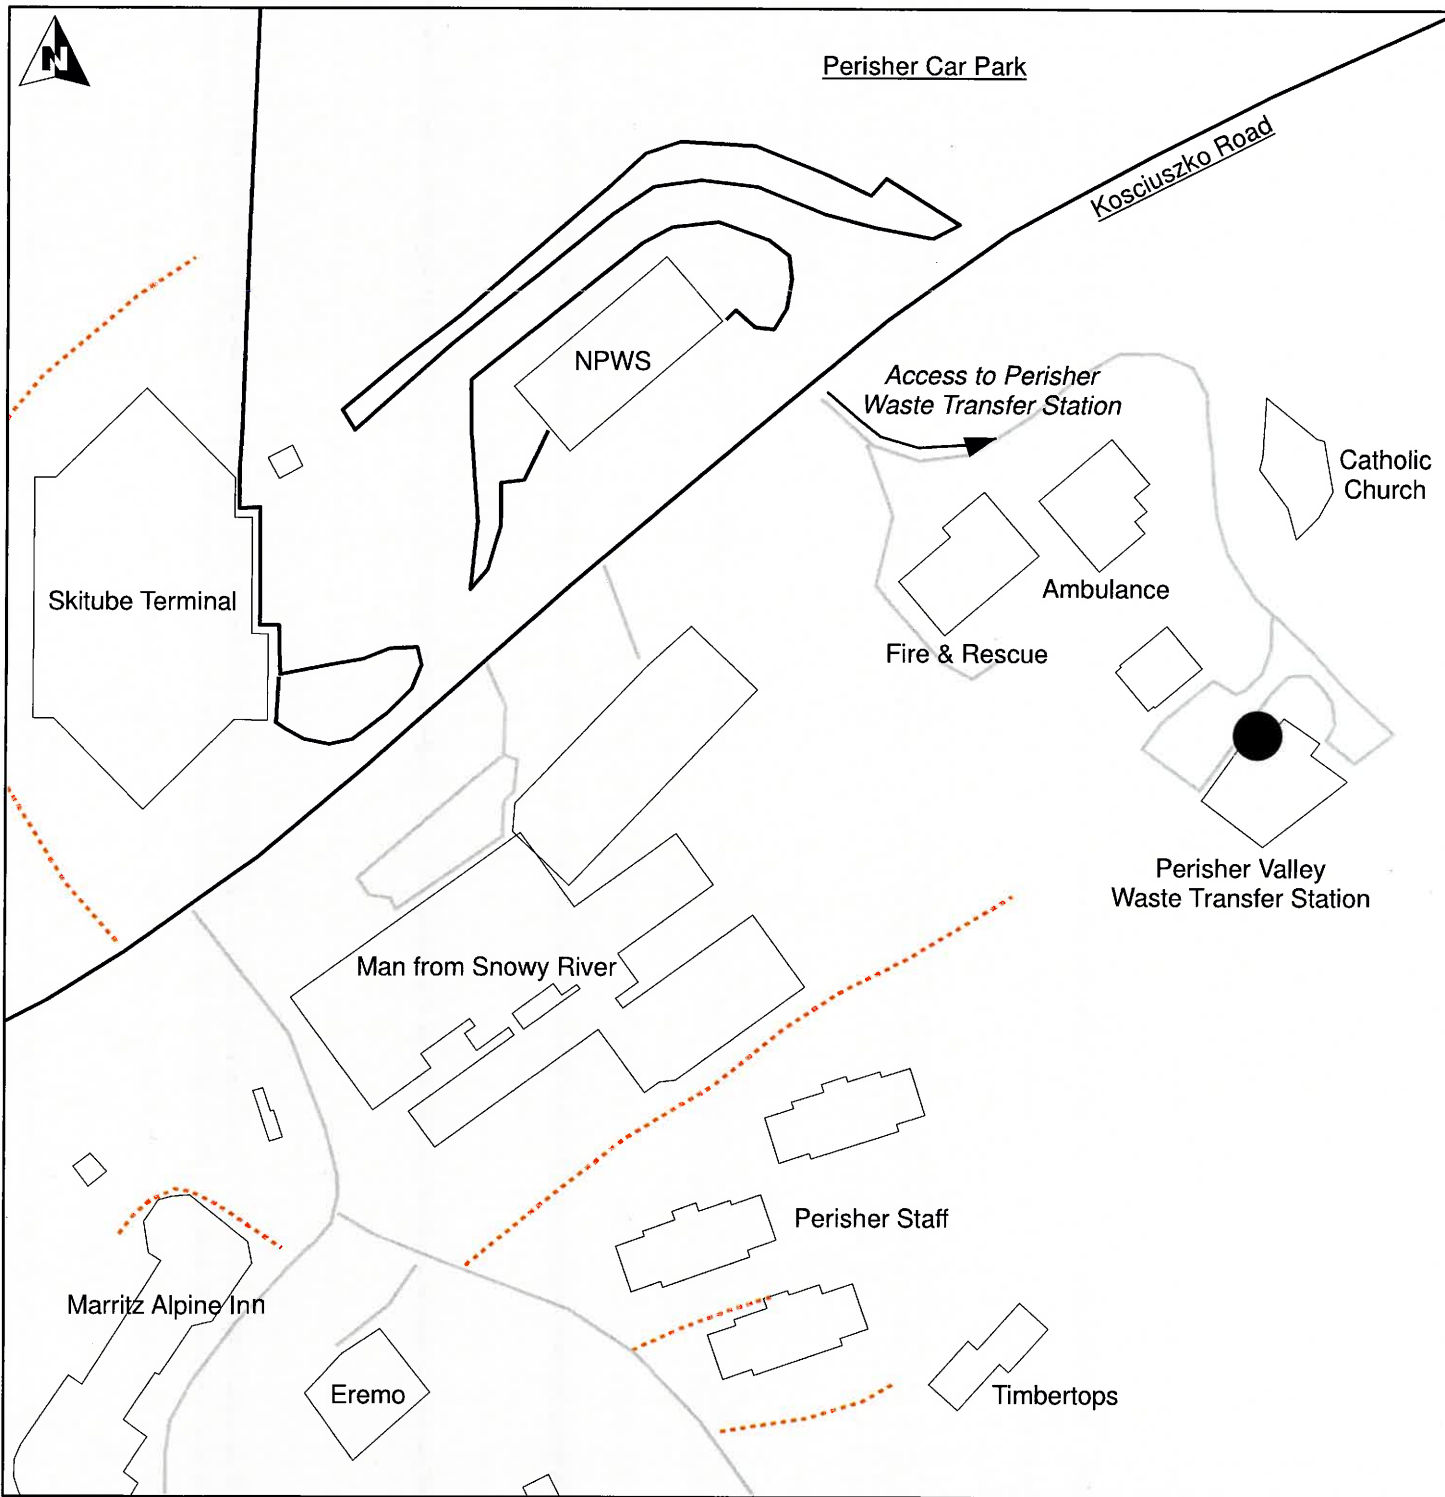 N
Perisher Car Park
Kosciuszko Road
NPWS
Access to Perisher
Waste Transfer Station
Catholic
Church
Skitube Terminal
Ambulance
Fire & Rescue
Perisher Valley
Waste Transfer Station
Man from Snowy River
Perisher Staff
Marritz Alpine Inn
Eremo
Timbertops